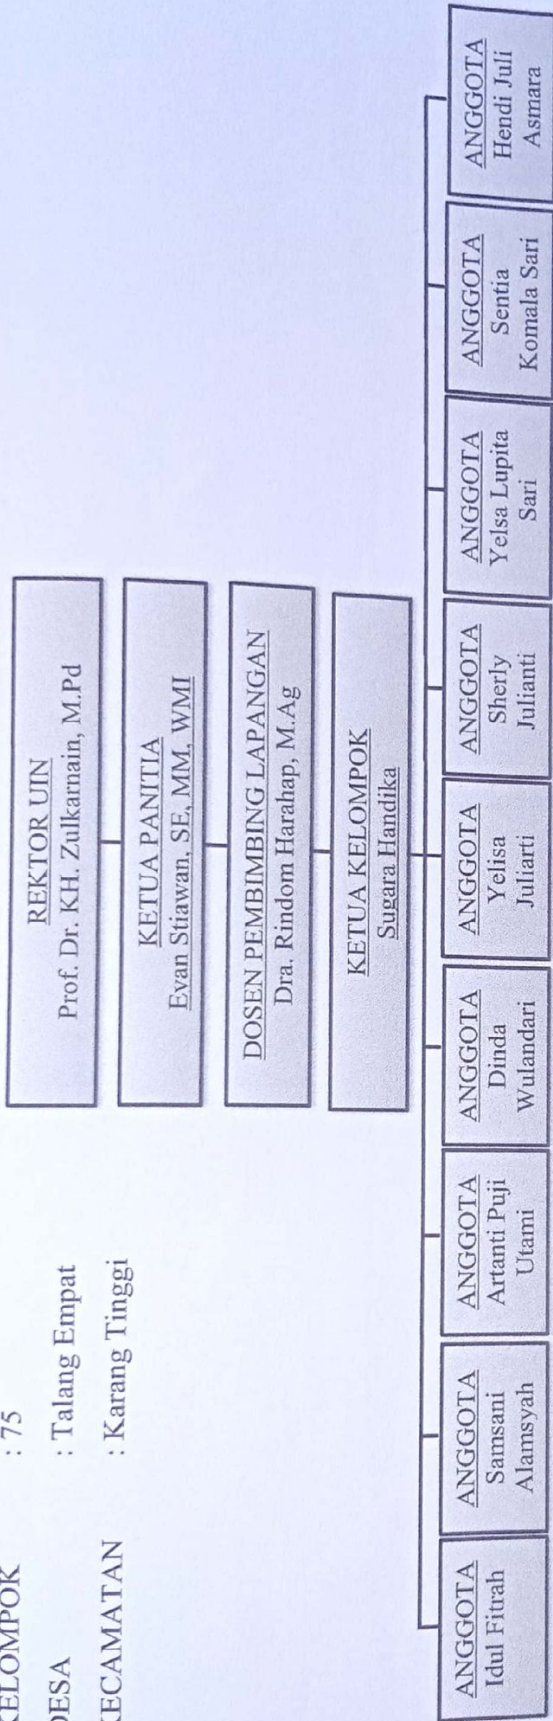 KELOMPOK : 75
DESA : Talang Empat
KECAMATAN : Karang Tinggi
REKTOR UIN
Prof. Dr. KH. Zulkarnain, M.Pd
KETUA PANITIA
Evan Stiawan, SE, MM, WMI
DOSEN PEMBIMBING LAPANGAN
Dra. Rindom Harahap, M.Ag
KETUA KELOMPOK
Sugara Handika
ANGGOTA
Idul Fitrah
ANGGOTA
Samsani
Alamsyah
ANGGOTA
Artanti Puji
Utami
ANGGOTA
Dinda
Wulandari
ANGGOTA
Yelisa
Juliarti
ANGGOTA
Sherly
Julianti
ANGGOTA
Yelsa Lupita
Sari
ANGGOTA
Sentia
Komala Sari
ANGGOTA
Hendi Juli
Asmara